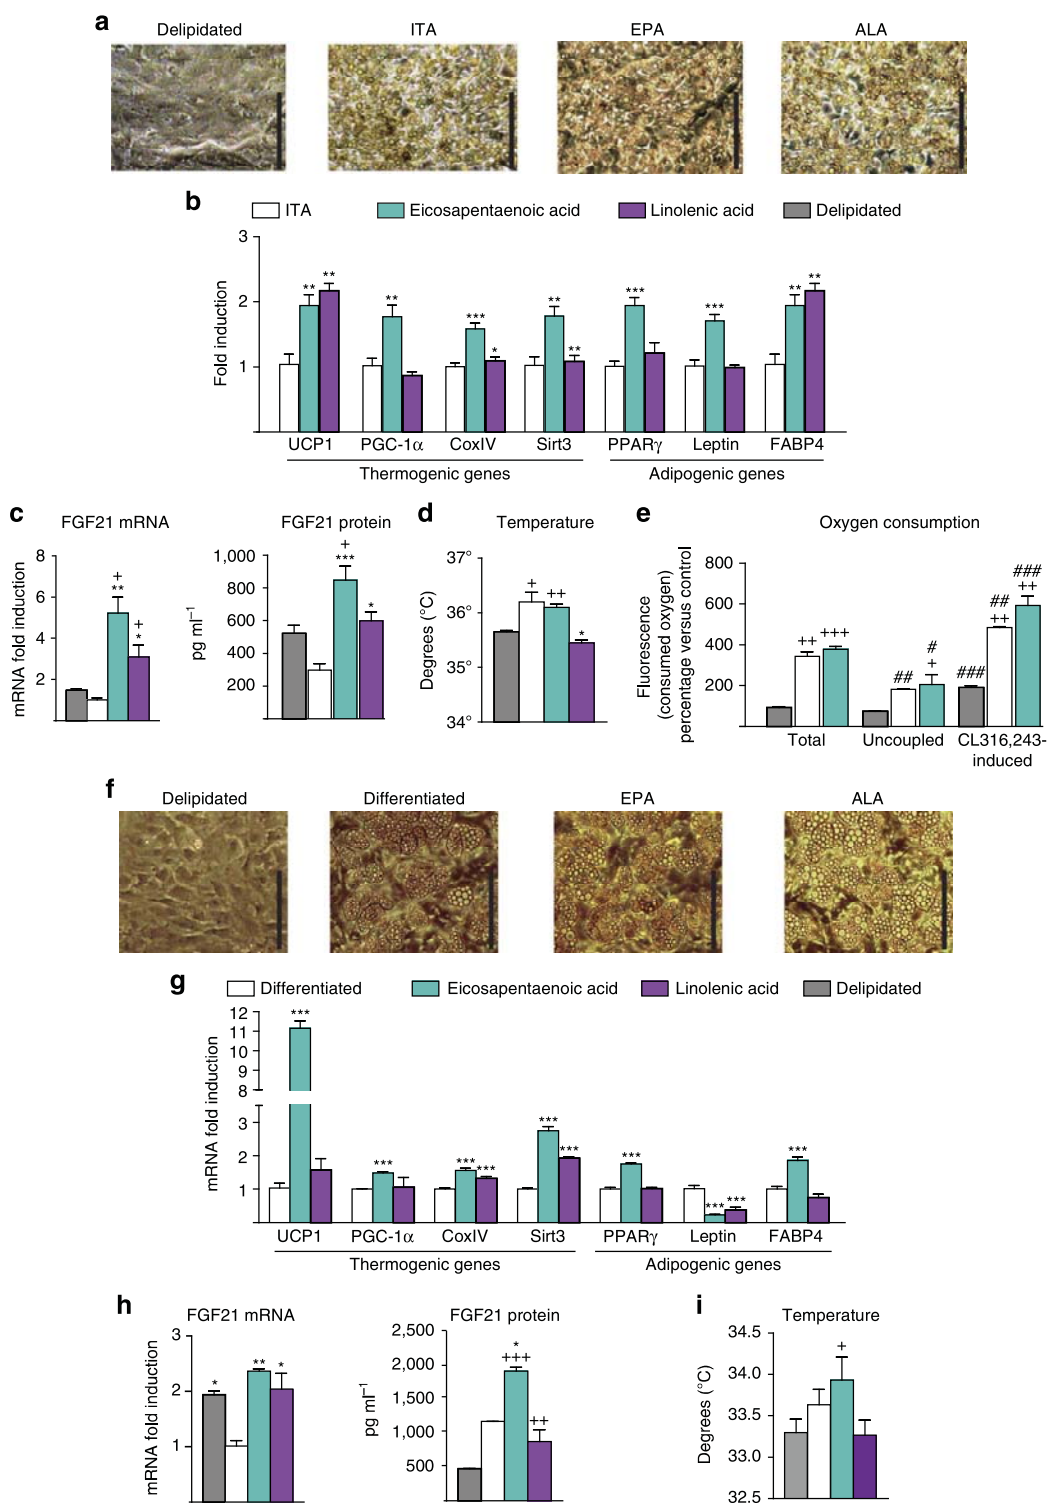 a
Delipidated ITA EPA ALA
b
ITA Eicosapentaenoic acid Linolenic acid Delipidated
Fold induction
3
2
1
** ** ** *** * ** ** *** *** ** **
UCP1 PGC-1α CoxIV Sirt3 PPARγ Leptin FABP4
Thermogenic genes Adipogenic genes
c
FGF21 mRNA
mRNA fold induction
8
6
4
2
+
**
+
*
FGF21 protein
pg ml⁻¹
1,000
800
600
400
200
+
***
*
d
Temperature
Degrees (°C)
37°
36°
35°
34°
+ ++ *
e
Oxygen consumption
Fluorescence
(consumed oxygen)
percentage versus control
800
600
400
200
++ +++
## #
+
### ##
++
###
++
Total Uncoupled CL316,243-
induced
f
Delipidated Differentiated EPA ALA
g
Differentiated Eicosapentaenoic acid Linolenic acid Delipidated
mRNA fold induction
12
11
10
9
8
3
2
1
*** *** *** *** *** *** *** *** *** ***
UCP1 PGC-1α CoxIV Sirt3 PPARγ Leptin FABP4
Thermogenic genes Adipogenic genes
h
FGF21 mRNA
mRNA fold induction
3
2
1
* ** *
FGF21 protein
pg ml⁻¹
2,500
2,000
1,500
1,000
500
*
+++
++
i
Temperature
Degrees (°C)
34.5
34.0
33.5
33.0
32.5
+